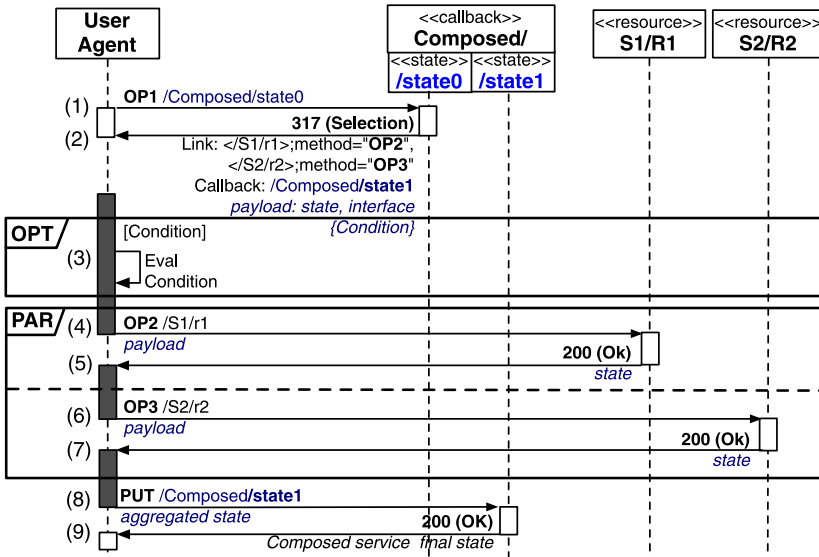 User
Agent
<<callback>>
Composed/
<<state>> <<state>>
/state0 /state1
<<resource>>
S1/R1
<<resource>>
S2/R2
(1) OP1 /Composed/state0
(2) 317 (Selection)
Link: </S1/r1>;method="OP2",
</S2/r2>;method="OP3"
Callback: /Composed/state1
payload: state, interface
{Condition}
OPT [Condition]
(3) Eval
Condition
PAR
(4) OP2 /S1/r1
payload
(5) 200 (Ok)
state
(6) OP3 /S2/r2
payload
(7) 200 (Ok)
state
(8) PUT /Composed/state1
aggregated state
(9) 200 (OK)
Composed service final state